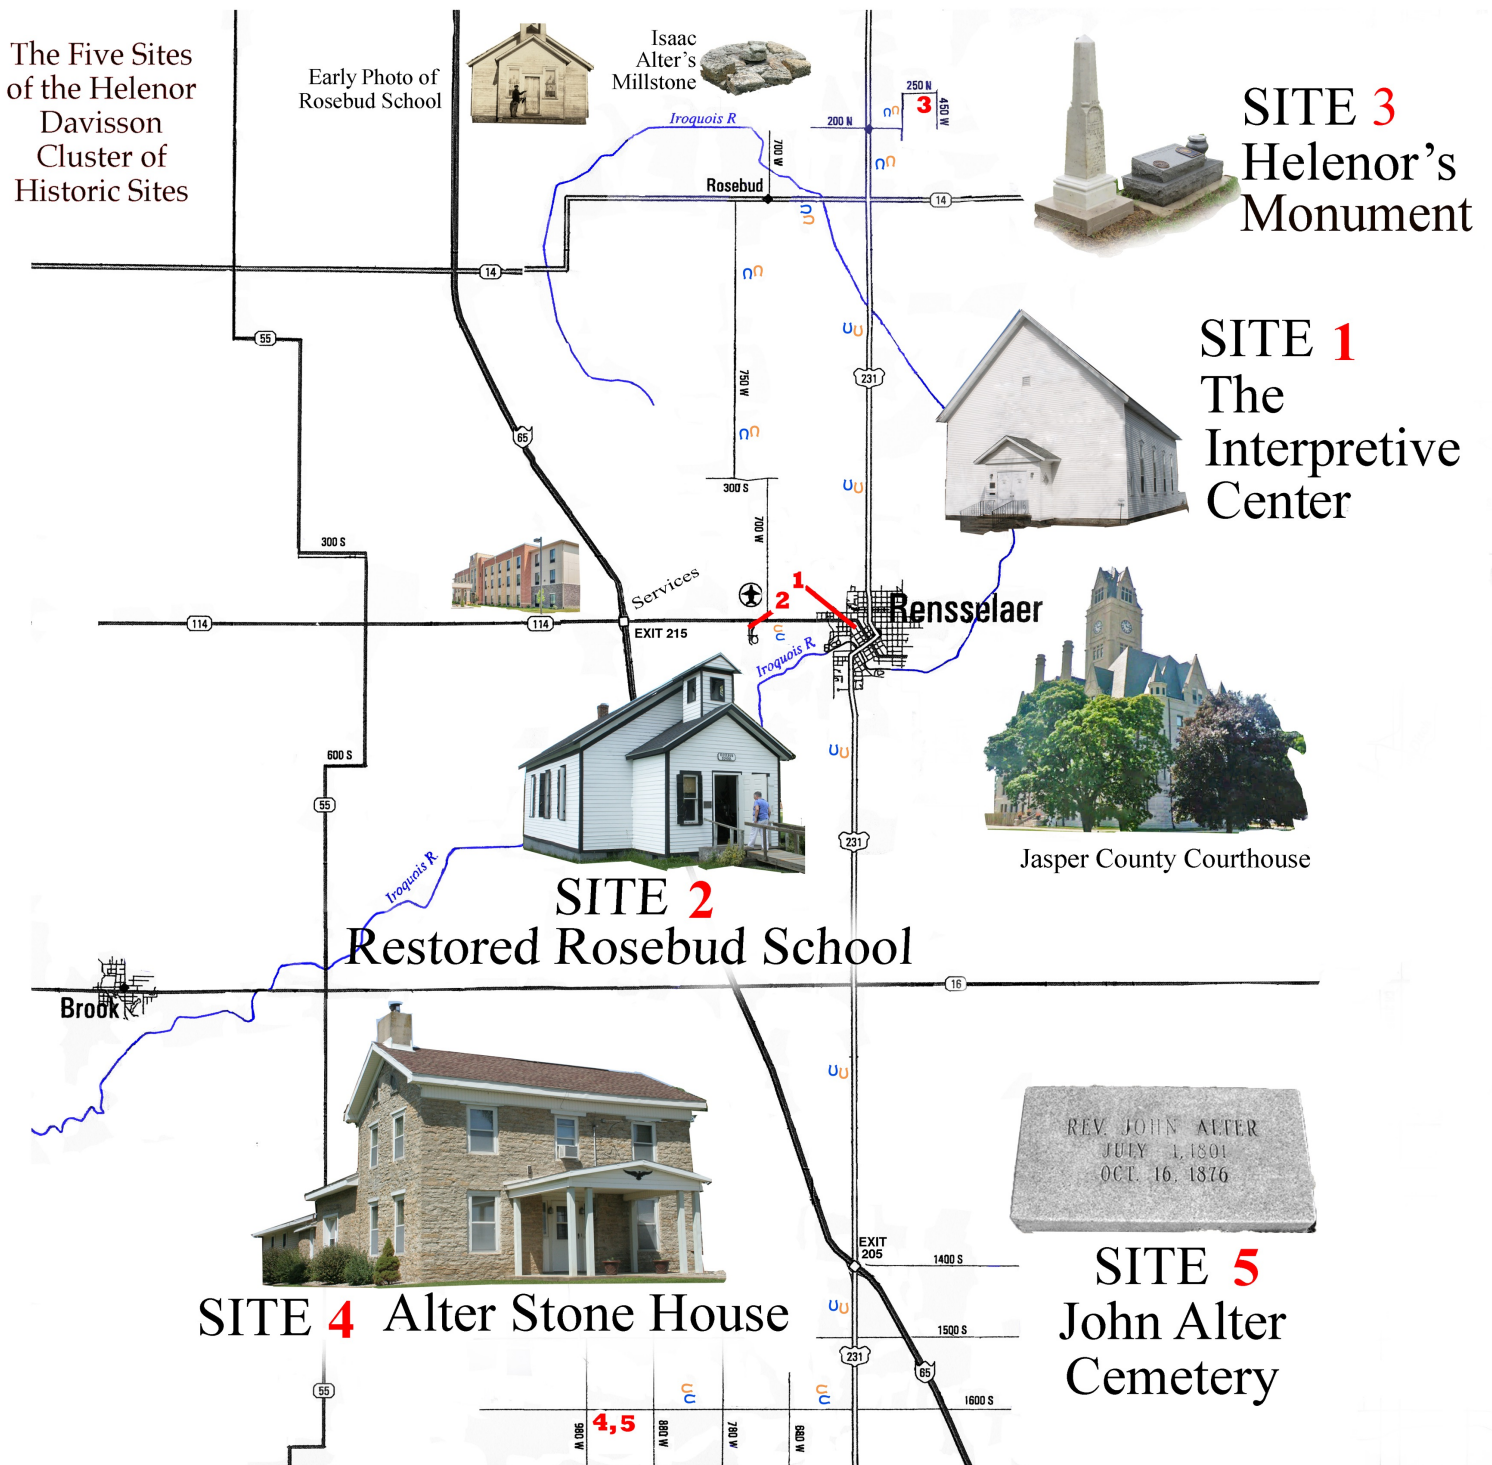 The Five Sites
of the Helenor
Davisson
Cluster of
Historic Sites
Early Photo of
Rosebud School
Isaac
Alter's
Millstone
Iroquois R
250 N
3
450 W
200 N
700 W
Rosebud
14
14
SITE 3
Helenor's
Monument
55
231
750 W
65
SITE 1
The
Interpretive
Center
300 S
700 W
300 S
Services
1
2
Rensselaer
114
114
EXIT 215
Iroquois R
600 S
55
231
Jasper County Courthouse
Iroquois R
SITE 2
Restored Rosebud School
16
Brook
REV. JOHN ALTER
JULY 1, 1801
OCT. 16, 1876
EXIT
205
1400 S
SITE 5
John Alter
Cemetery
SITE 4 Alter Stone House
1500 S
231
65
55
1600 S
4,5
980 W
880 W
780 W
680 W